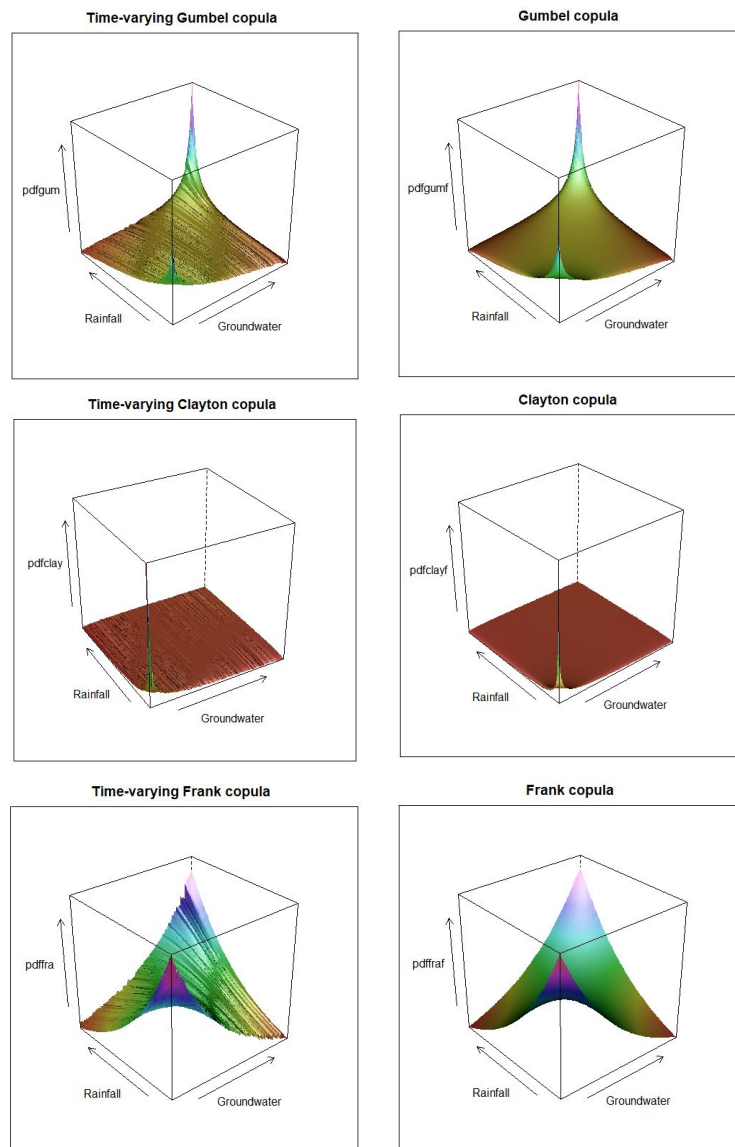 Time-varying Gumbel copula
pdfgum
Rainfall
Groundwater
Gumbel copula
pdfgumf
Rainfall
Groundwater
Time-varying Clayton copula
pdfclay
Rainfall
Groundwater
Clayton copula
pdfclayf
Rainfall
Groundwater
Time-varying Frank copula
pdffra
Rainfall
Groundwater
Frank copula
pdffraf
Rainfall
Groundwater